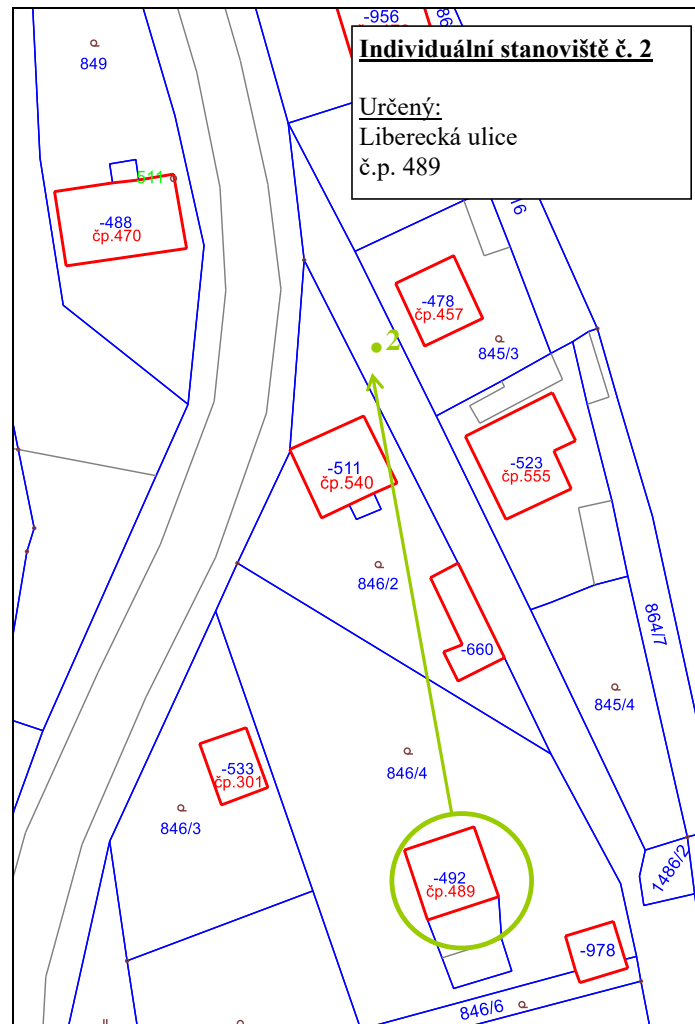 -956
Individuální stanoviště č. 2
Určený:
Liberecká ulice
č.p. 489
849
511
-488
čp.470
-478
čp.457
2
845/3
-511
čp.540
-523
čp.555
846/2
864/7
-660
845/4
846/4
-533
čp.301
846/3
-492
čp.489
1486/2
-978
846/6